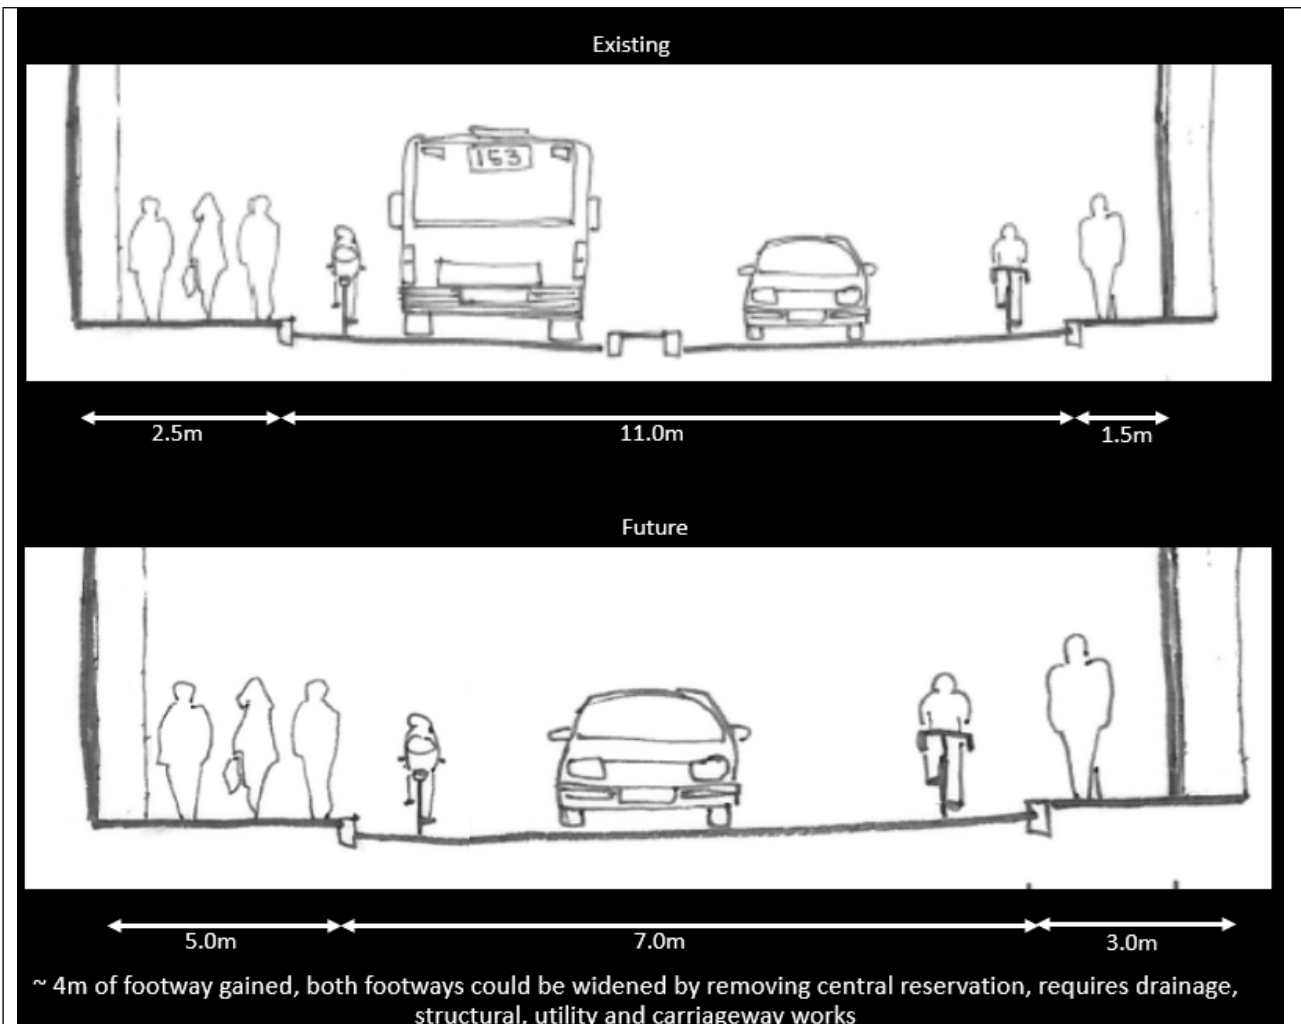 Existing
153
2.5m
11.0m
1.5m
Future
5.0m
7.0m
3.0m
~ 4m of footway gained, both footways could be widened by removing central reservation, requires drainage,
structural, utility and carriageway works